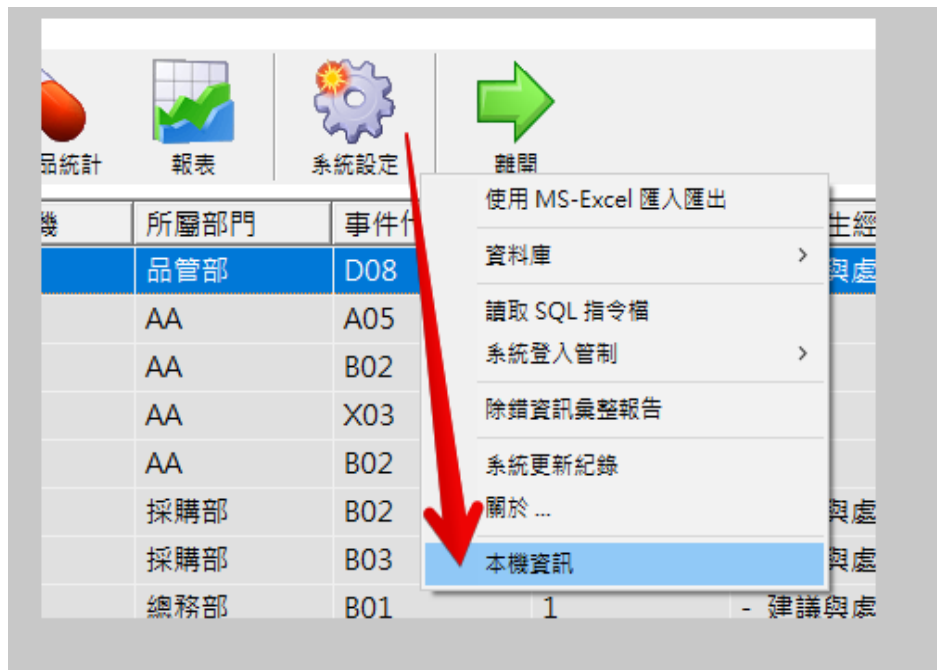 品統計 報表 系統設定 離開
使用 MS-Excel 匯入匯出
資料庫
讀取 SQL 指令檔
系統登入管制
除錯資訊彙整報告
系統更新紀錄
關於 ...
本機資訊
機 所屬部門 事件代 生經
品管部 D08 與處
AA A05
AA B02
AA X03
AA B02
採購部 B02 與處
採購部 B03 與處
總務部 B01 1 - 建議與處